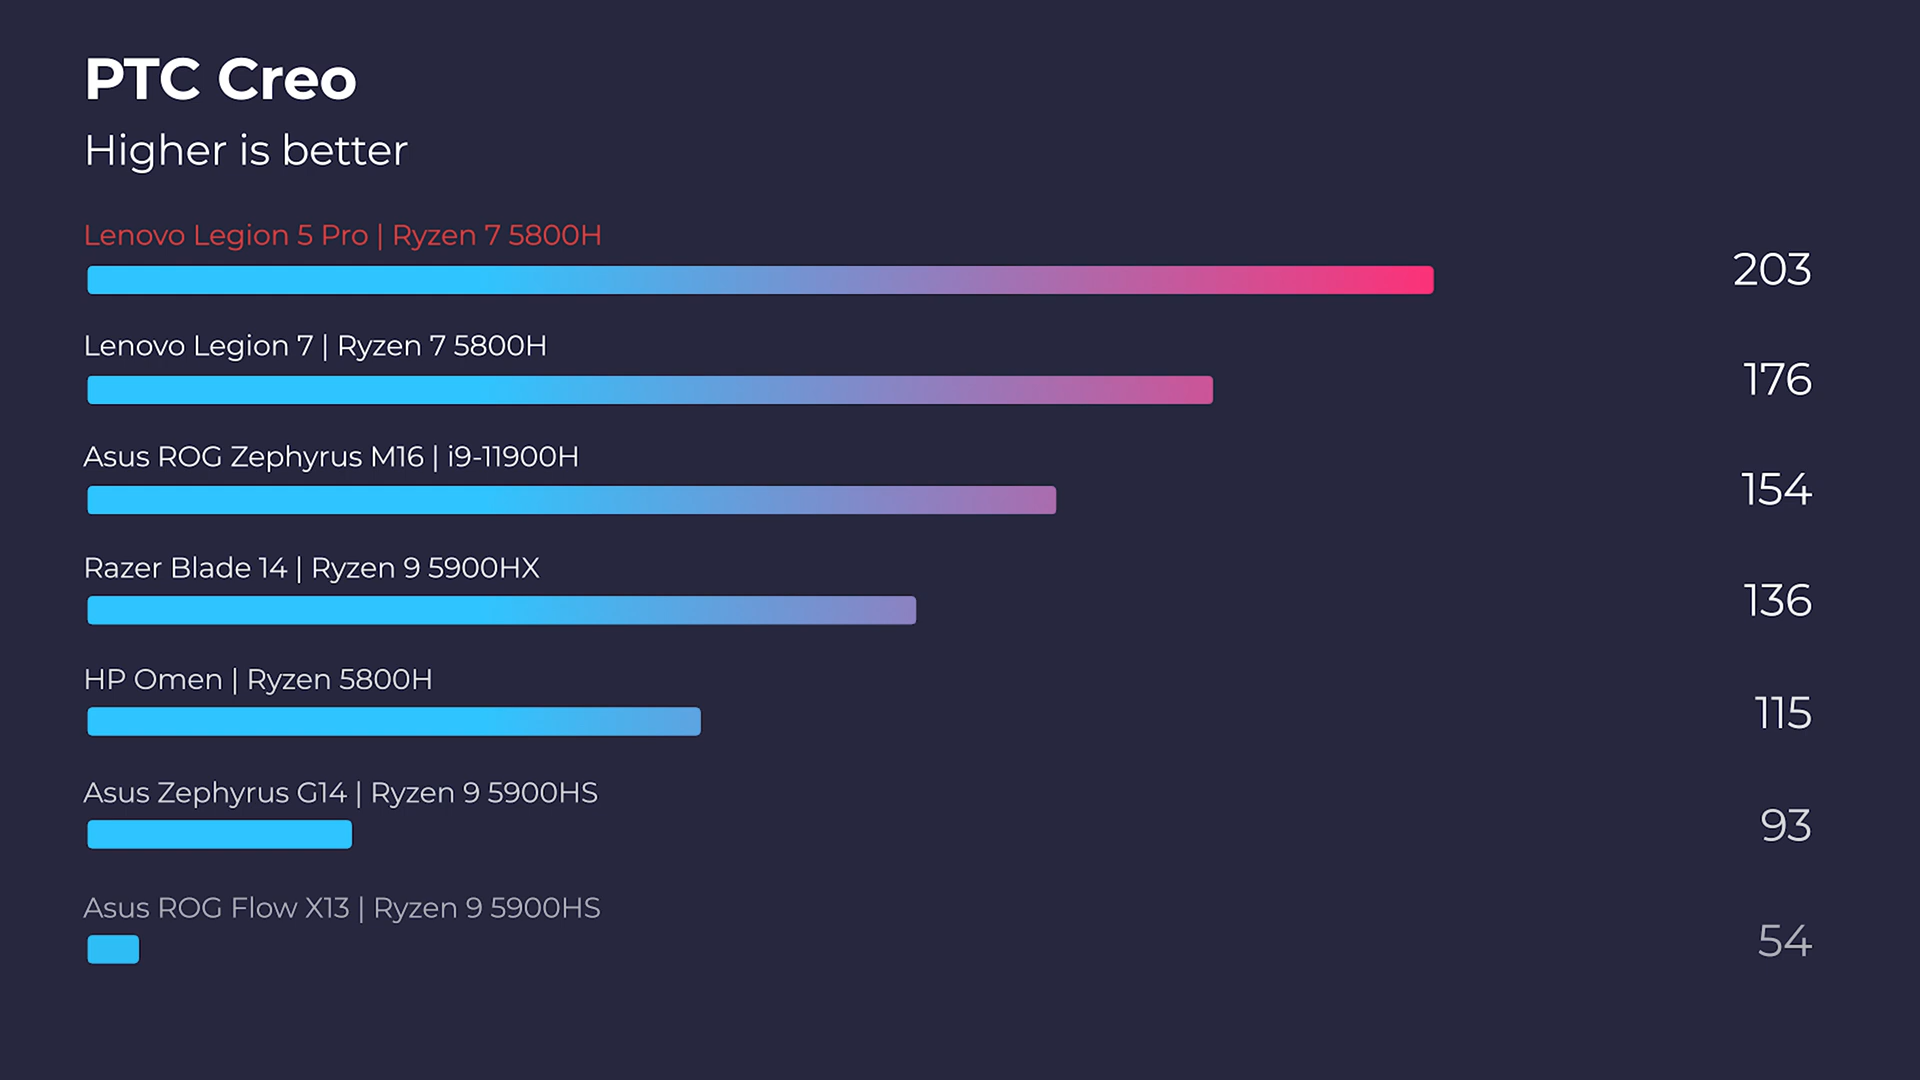 PTC Creo
Higher is better
Lenovo Legion 5 Pro | Ryzen 7 5800H
203
Lenovo Legion 7 | Ryzen 7 5800H
176
Asus ROG Zephyrus M16 | i9-11900H
154
Razer Blade 14 | Ryzen 9 5900HX
136
HP Omen | Ryzen 5800H
115
Asus Zephyrus G14 | Ryzen 9 5900HS
93
Asus ROG Flow X13 | Ryzen 9 5900HS
54